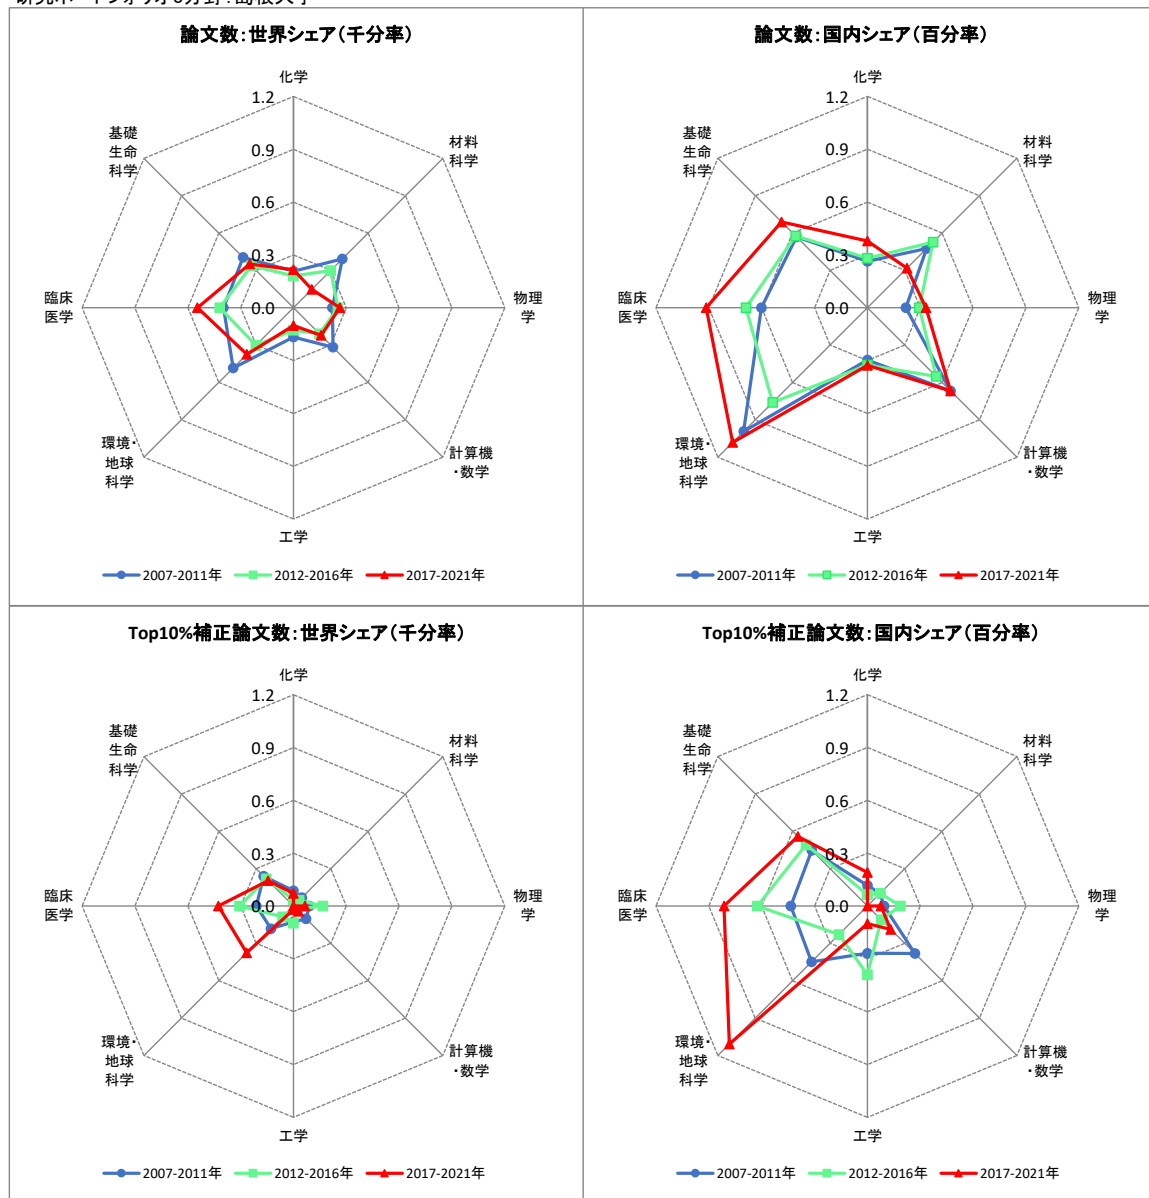 論文数:世界シェア(千分率)
化学
1.2
0.9
0.6
0.3
0.0
材料
科学
物理
学
計算機
・数学
工学
環境・
地球
科学
臨床
医学
基礎
生命
科学
2007-2011年
2012-2016年
2017-2021年
論文数:国内シェア(百分率)
化学
1.2
0.9
0.6
0.3
0.0
材料
科学
物理
学
計算機
・数学
工学
環境・
地球
科学
臨床
医学
基礎
生命
科学
2007-2011年
2012-2016年
2017-2021年
Top10%補正論文数:世界シェア(千分率)
化学
1.2
0.9
0.6
0.3
0.0
材料
科学
物理
学
計算機
・数学
工学
環境・
地球
科学
臨床
医学
基礎
生命
科学
2007-2011年
2012-2016年
2017-2021年
Top10%補正論文数:国内シェア(百分率)
化学
1.2
0.9
0.6
0.3
0.0
材料
科学
物理
学
計算機
・数学
工学
環境・
地球
科学
臨床
医学
基礎
生命
科学
2007-2011年
2012-2016年
2017-2021年